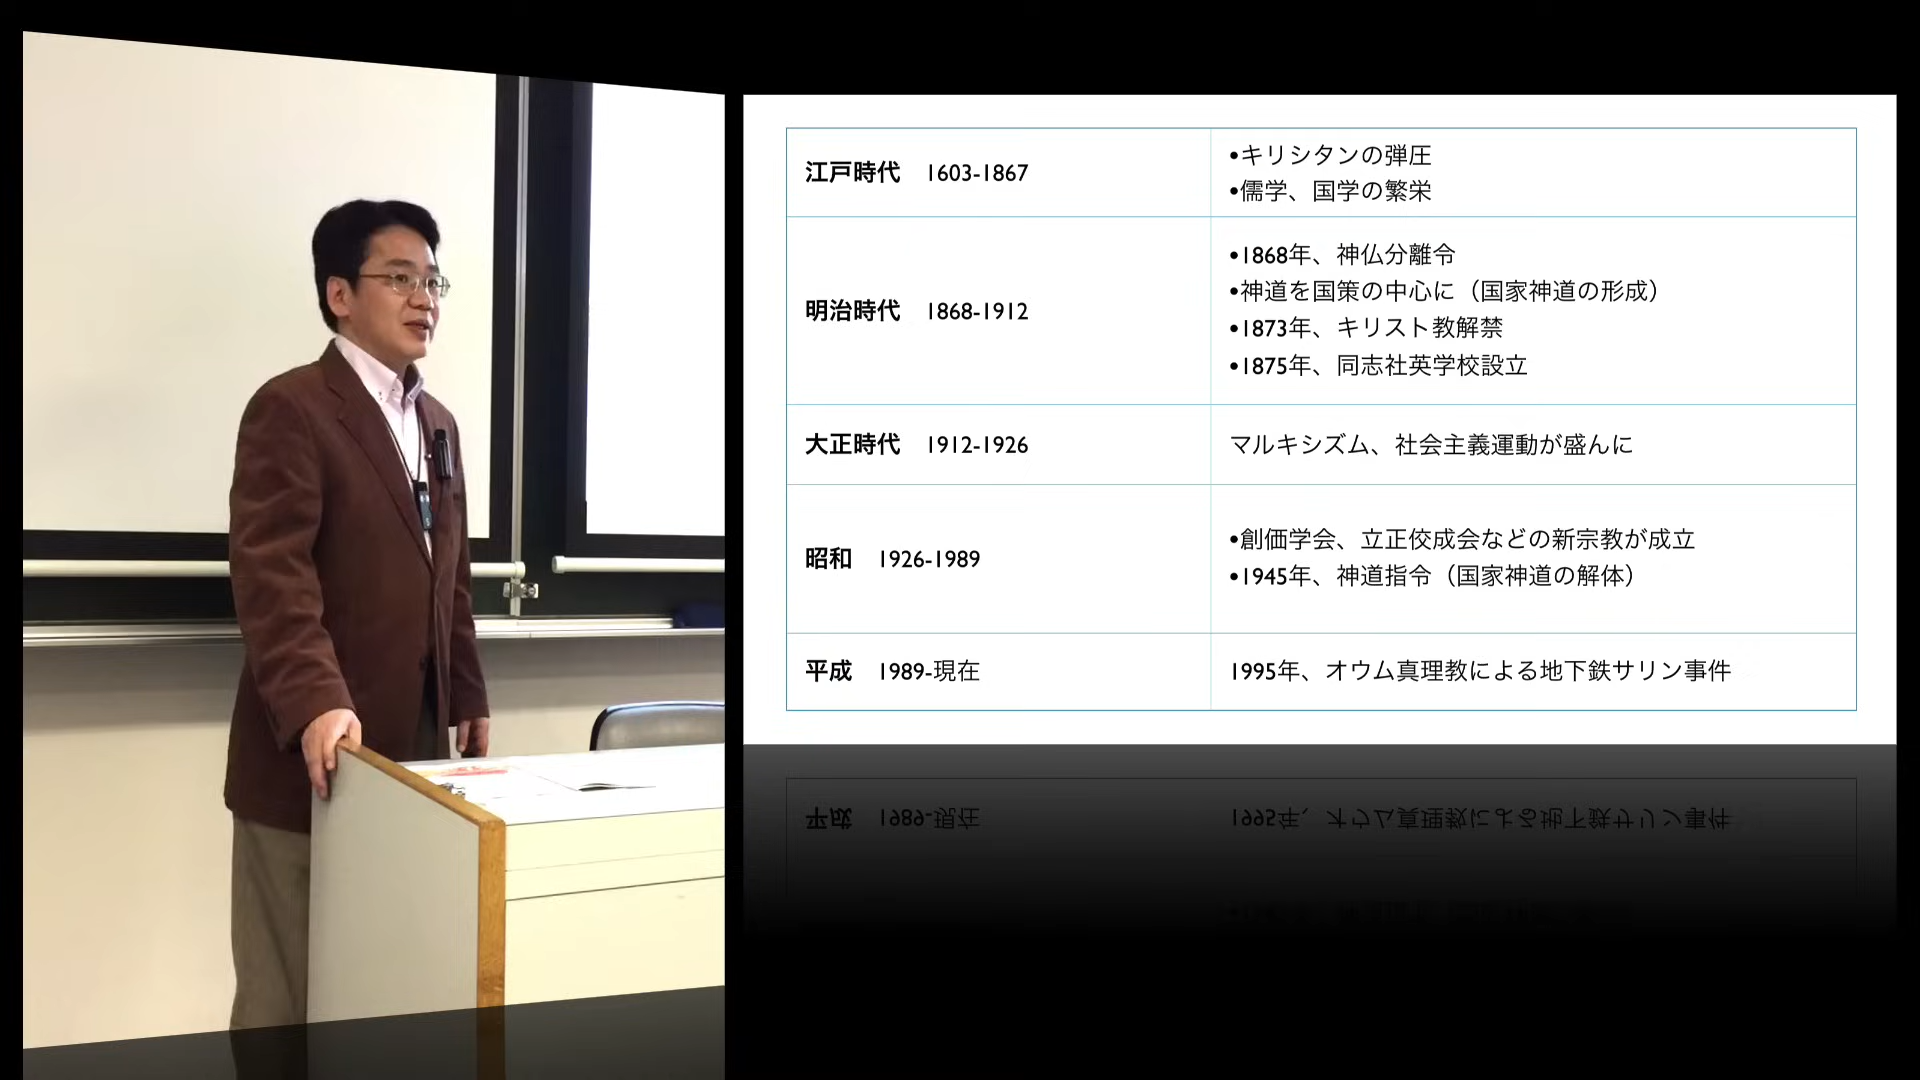 江戸時代　1603-1867
•キリシタンの弾圧
•儒学、国学の繁栄
明治時代　1868-1912
•1868年、神仏分離令
•神道を国策の中心に（国家神道の形成）
•1873年、キリスト教解禁
•1875年、同志社英学校設立
大正時代　1912-1926
マルキシズム、社会主義運動が盛んに
昭和　1926-1989
•創価学会、立正佼成会などの新宗教が成立
•1945年、神道指令（国家神道の解体）
平成　1989-現在
1995年、オウム真理教による地下鉄サリン事件